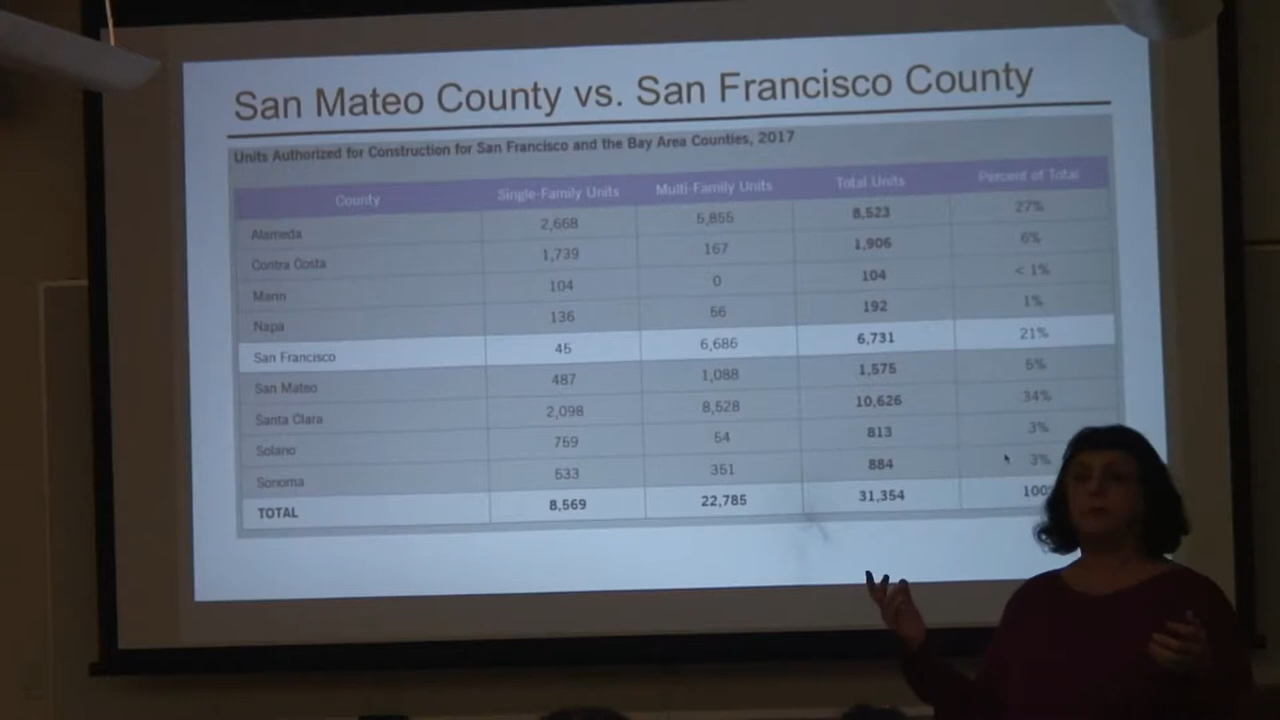 San Mateo County vs. San Francisco County
Units Authorized for Construction for San Francisco and the Bay Area Counties, 2017
County Single-Family Units Multi-Family Units Total Units Percent of Total
Alameda 2,668 5,855 8,523 27%
Contra Costa 1,739 167 1,906 6%
Marin 104 0 104 < 1%
Napa 136 56 192 1%
San Francisco 45 6,686 6,731 21%
San Mateo 487 1,088 1,575 5%
Santa Clara 2,098 8,528 10,626 34%
Solano 759 54 813 3%
Sonoma 533 351 884 3%
TOTAL 8,569 22,785 31,354 100%